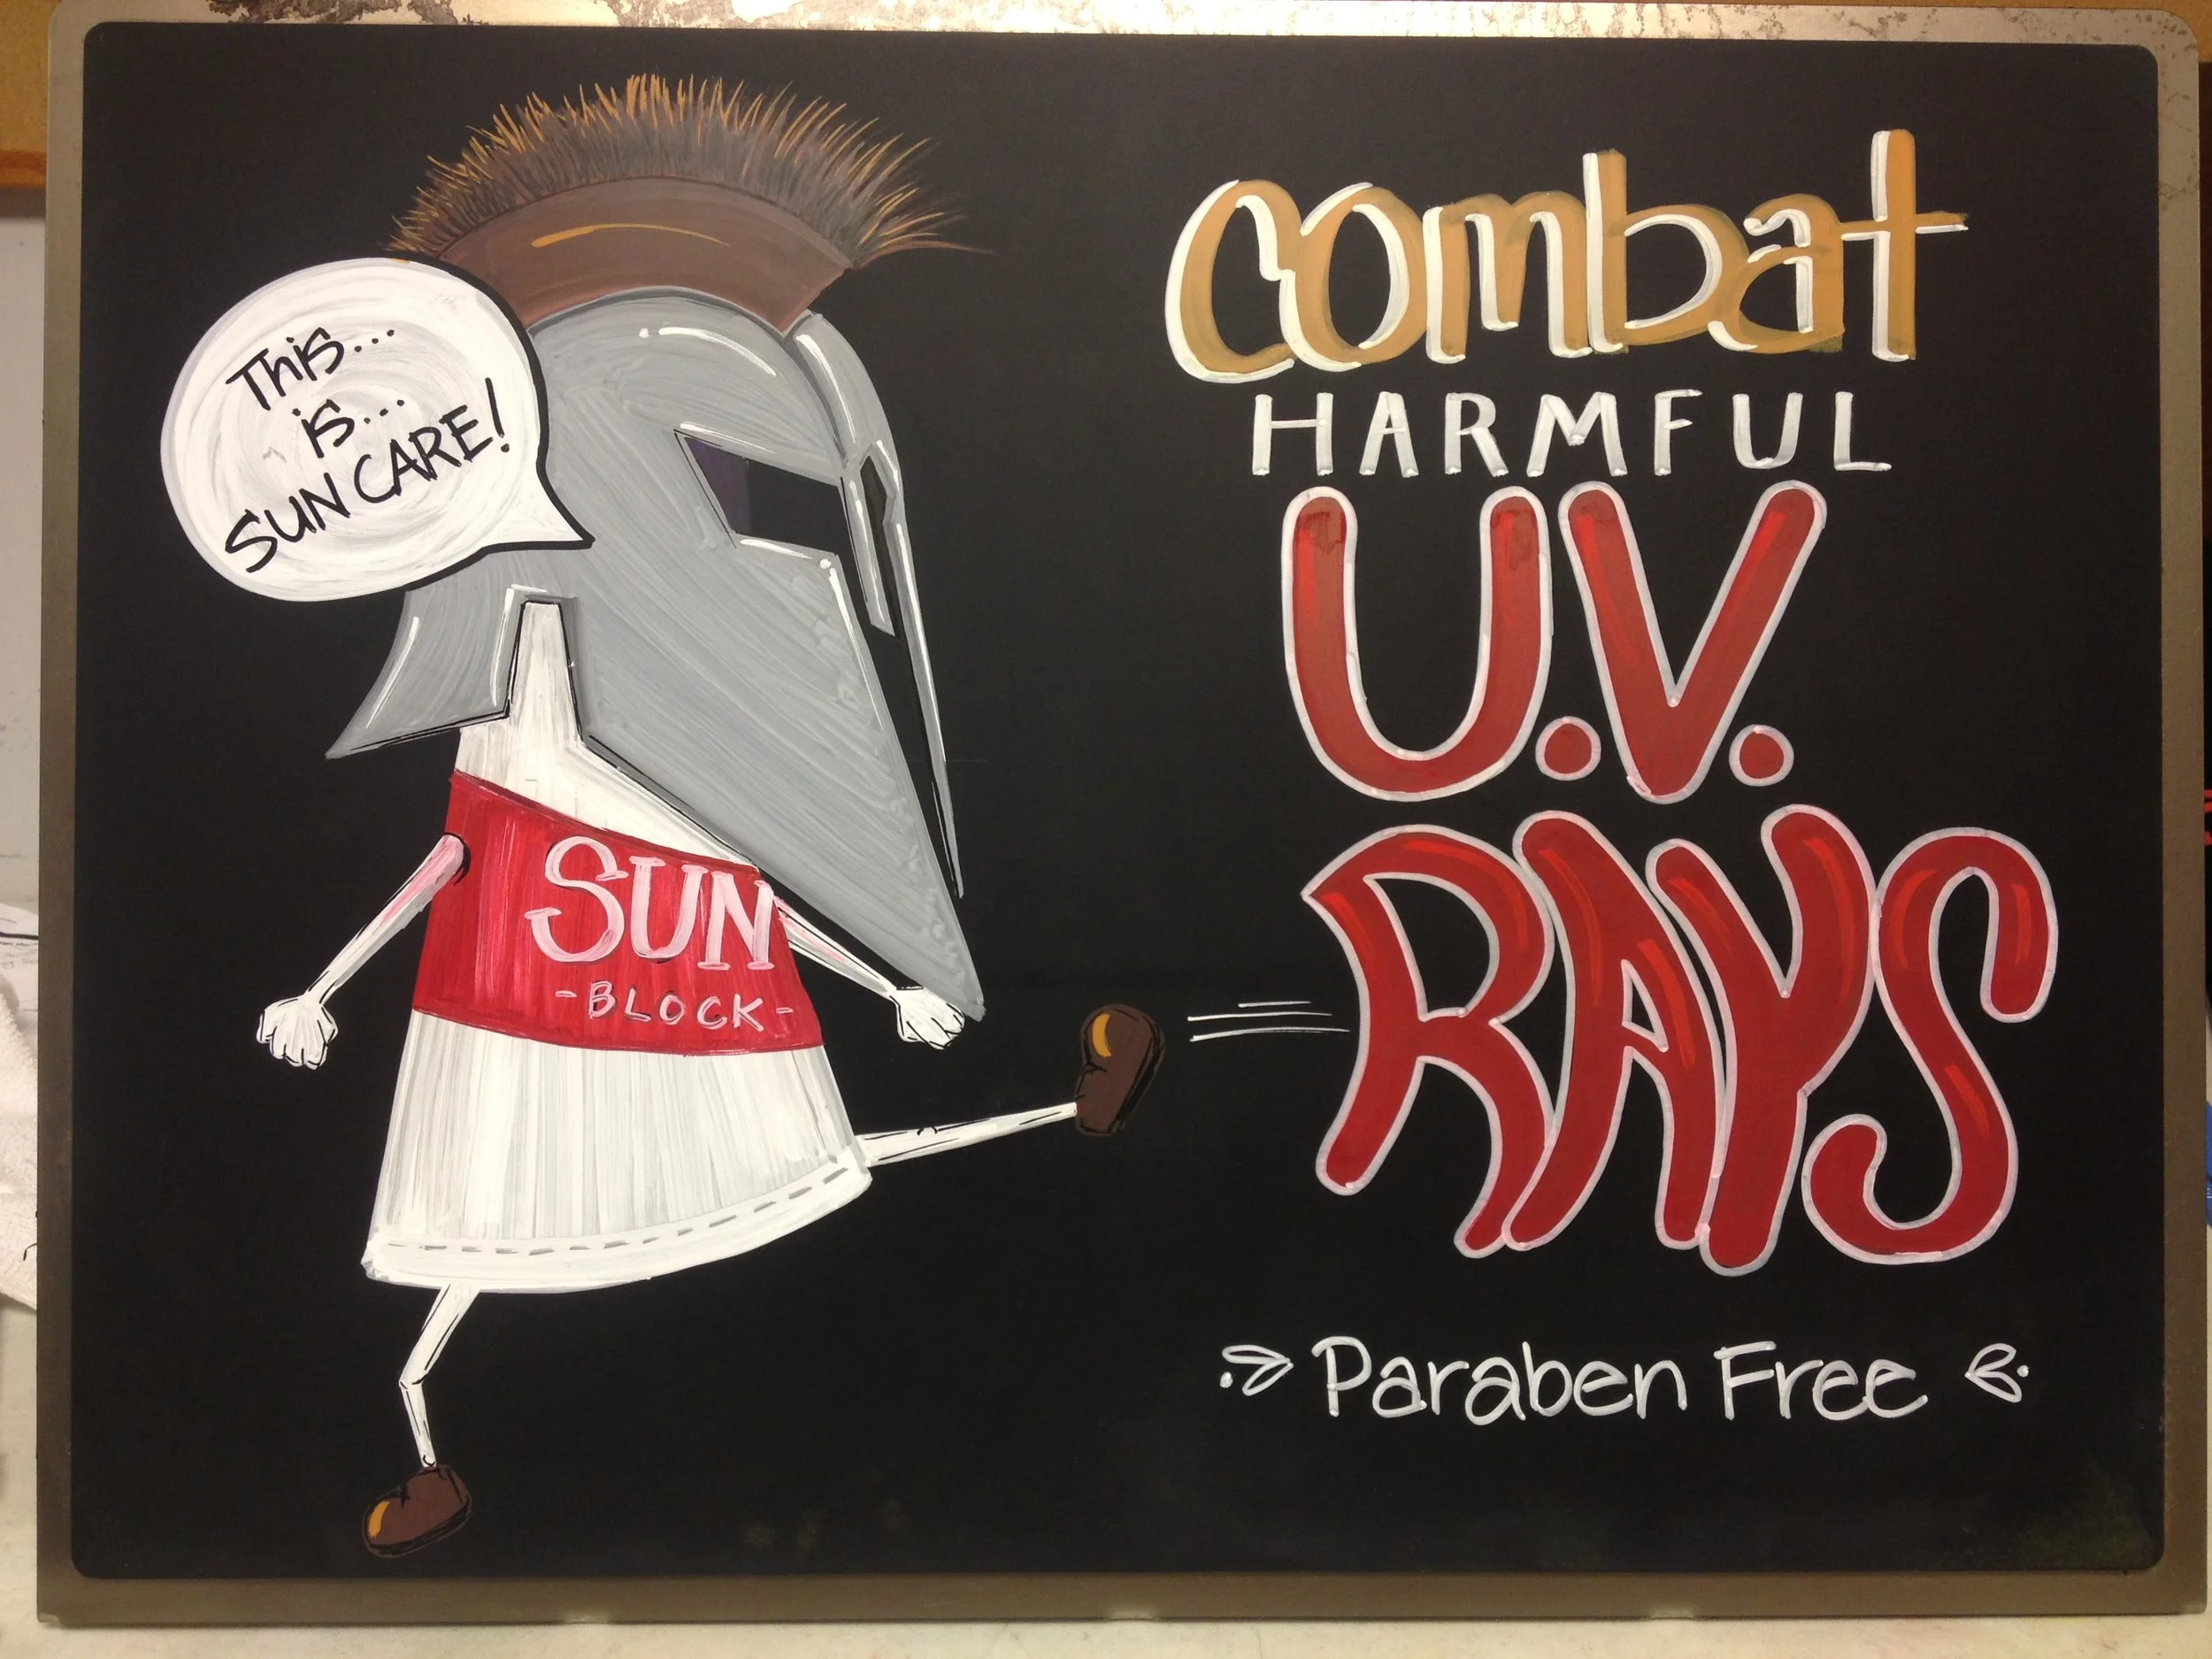 This...
is...
SUN CARE!
SUN
-BLOCK-
Combat
HARMFUL
U.V.
RAYS
Paraben Free